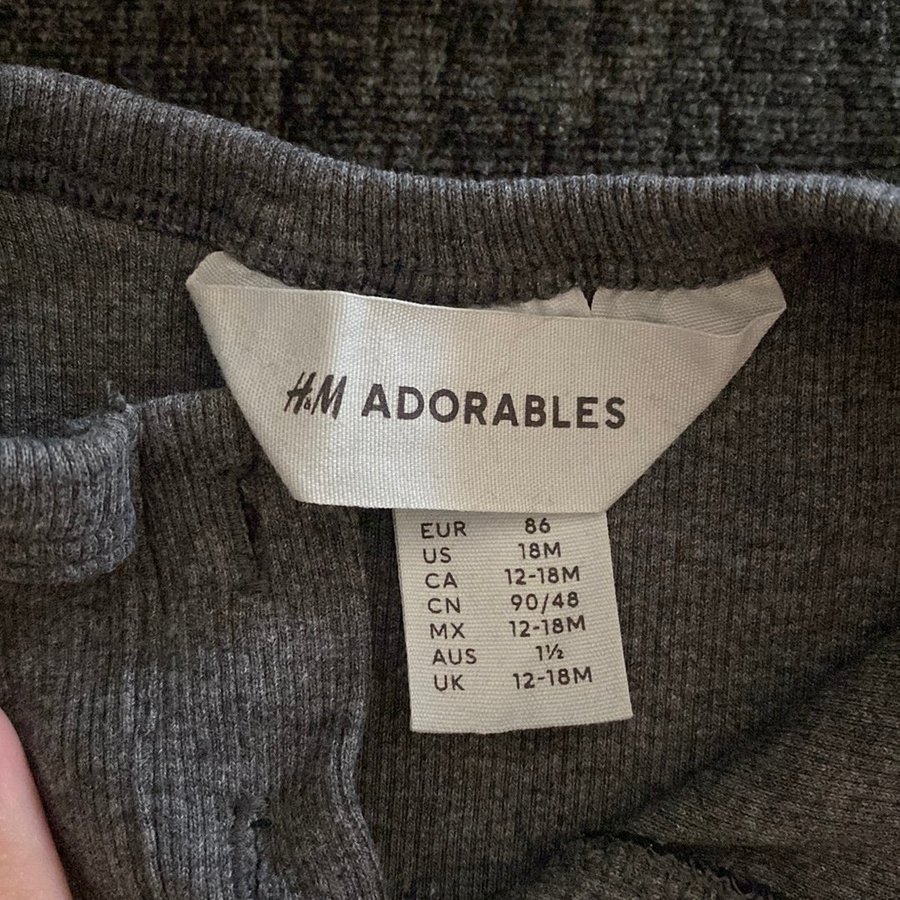 H&M ADORABLES
EUR 86
US 18M
CA 12-18M
CN 90/48
MX 12-18M
AUS 1½
UK 12-18M